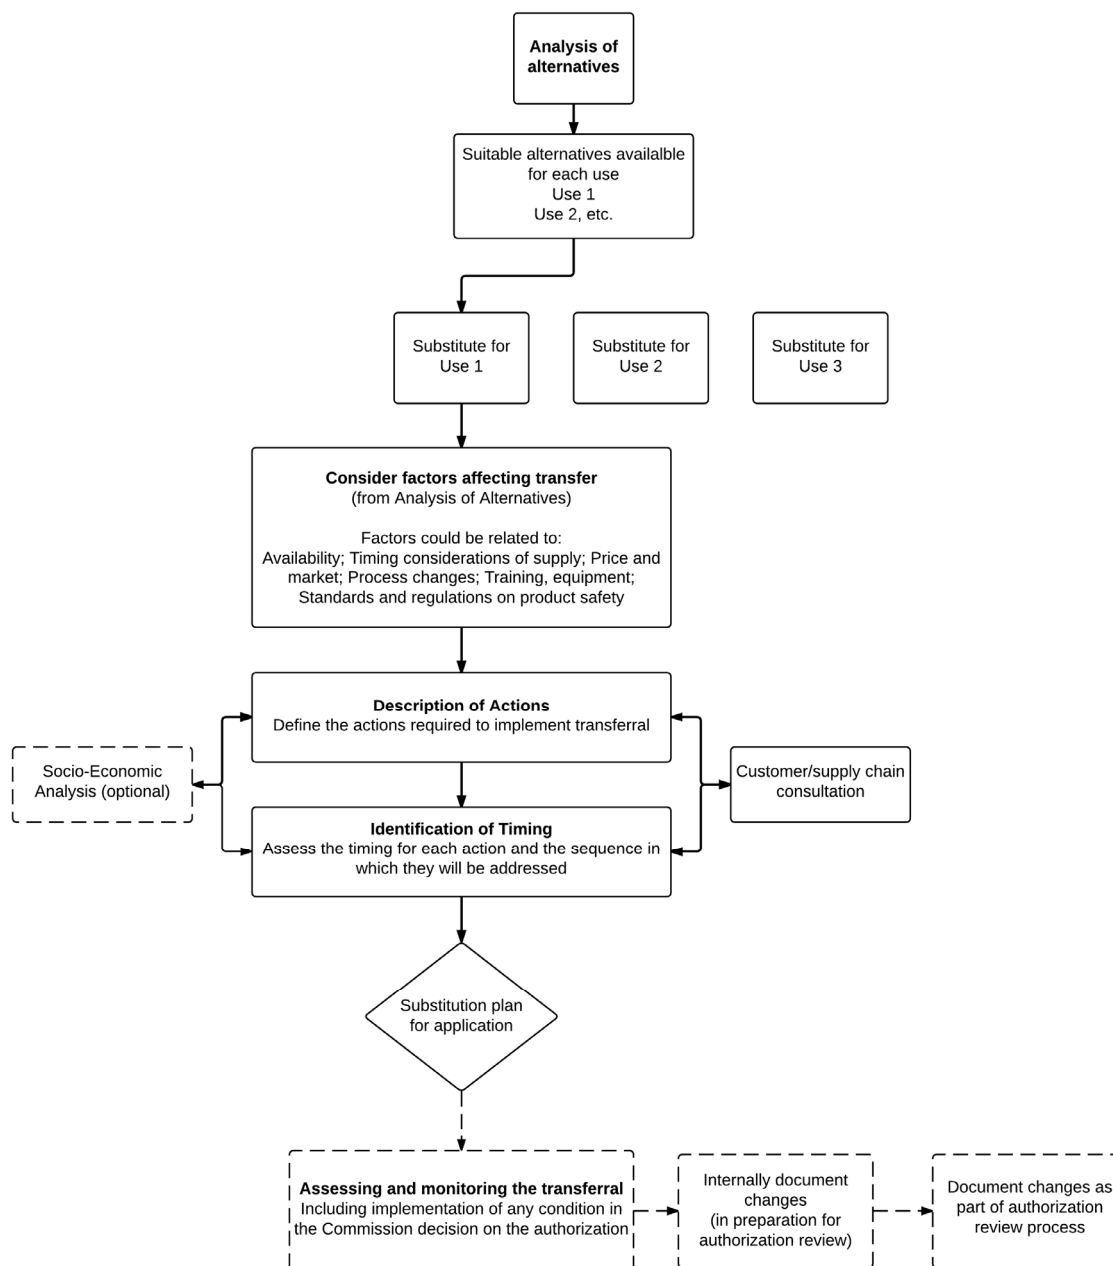 Analysis of
alternatives
Suitable alternatives availalble
for each use
Use 1
Use 2, etc.
Substitute for
Use 1
Substitute for
Use 2
Substitute for
Use 3
Consider factors affecting transfer
(from Analysis of Alternatives)
Factors could be related to:
Availability; Timing considerations of supply; Price and
market; Process changes; Training, equipment;
Standards and regulations on product safety
Description of Actions
Define the actions required to implement transferral
Socio-Economic
Analysis (optional)
Customer/supply chain
consultation
Identification of Timing
Assess the timing for each action and the sequence in
which they will be addressed
Substitution plan
for application
Assessing and monitoring the transferral
Including implementation of any condition in
the Commission decision on the authorization
Internally document
changes
(in preparation for
authorization review)
Document changes as
part of authorization
review process